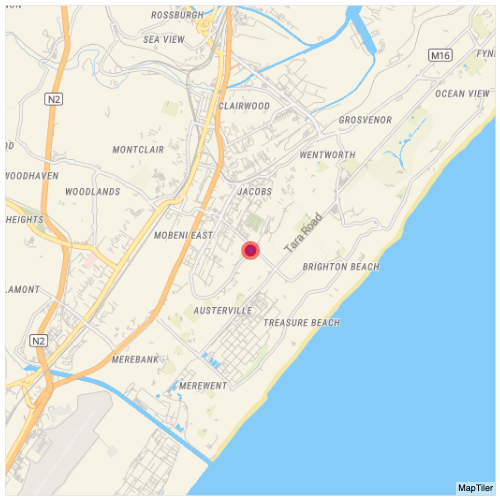 ROSSBURGH
SEA VIEW
M16
FYN
OCEAN VIEW
N2
CLAIRWOOD
GROSVENOR
MONTCLAIR
WENTWORTH
WOODHAVEN
WOODLANDS
JACOBS
HEIGHTS
MOBENI EAST
Tara Road
BRIGHTON BEACH
LAMONT
AUSTERVILLE
TREASURE BEACH
N2
MEREBANK
MEREWENT
MapTiler